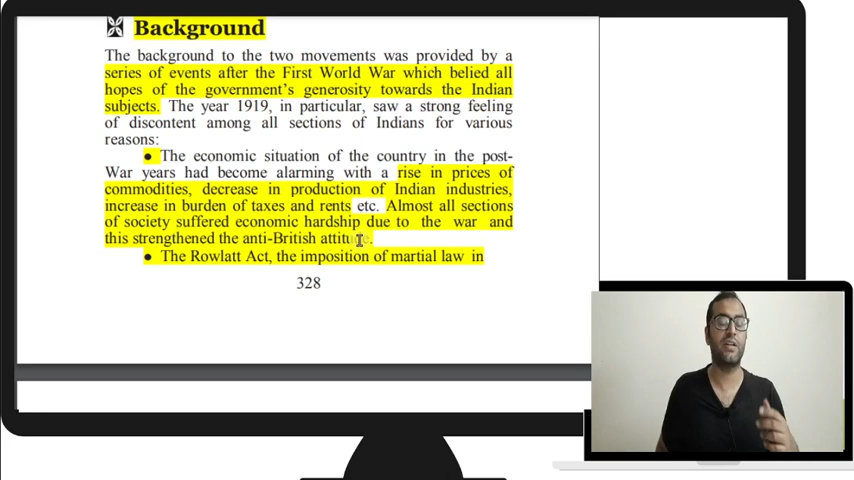 Background
The background to the two movements was provided by a
series of events after the First World War which belied all
hopes of the government's generosity towards the Indian
subjects. The year 1919, in particular, saw a strong feeling
of discontent among all sections of Indians for various
reasons:
● The economic situation of the country in the post-
War years had become alarming with a rise in prices of
commodities, decrease in production of Indian industries,
increase in burden of taxes and rents etc. Almost all sections
of society suffered economic hardship due to the war and
this strengthened the anti-British attitude.
● The Rowlatt Act, the imposition of martial law in
328